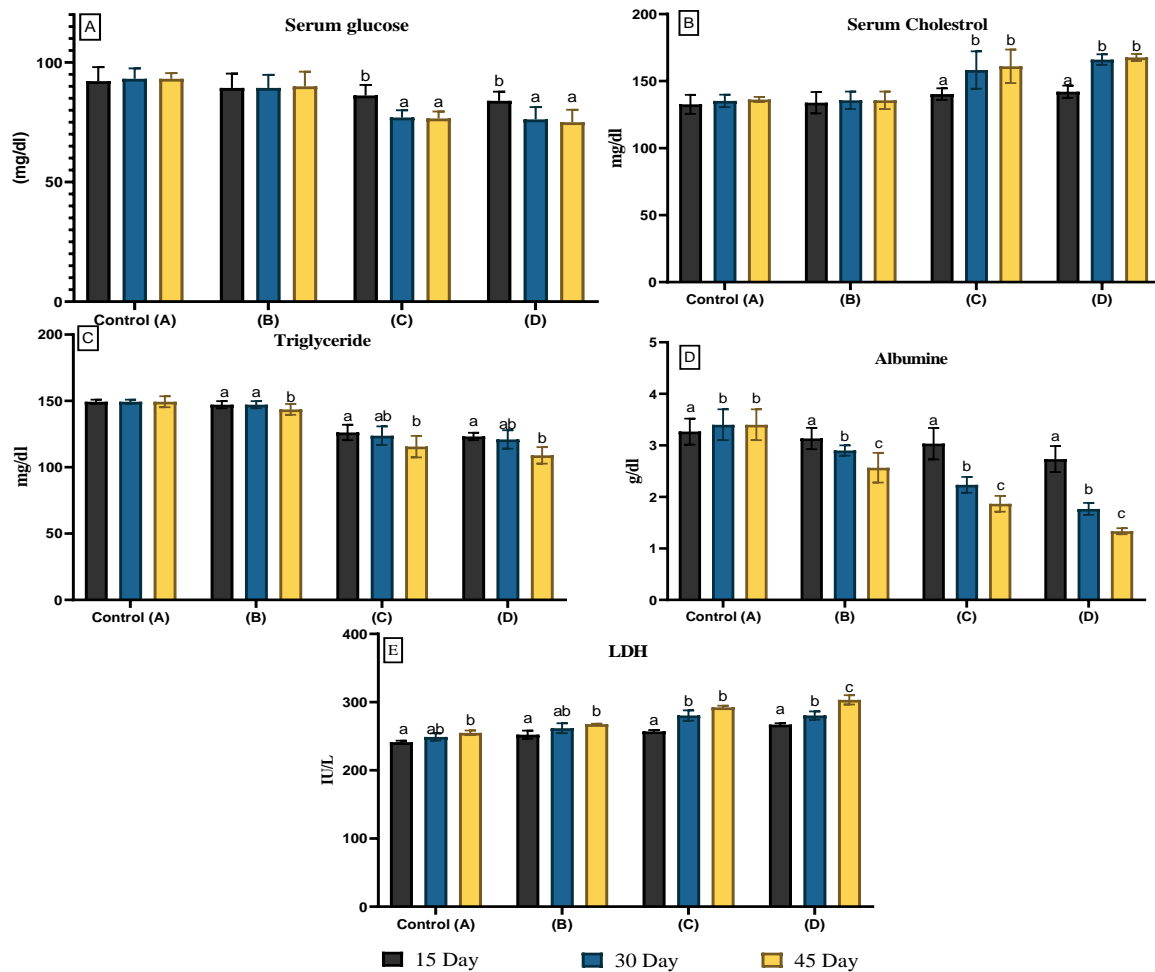 A
Serum glucose
(mg/dl)
100
50
0
b
a
a
b
a
a
Control (A)
(B)
(C)
(D)
B
Serum Cholestrol
mg/dl
200
150
100
50
0
a
b
b
a
b
b
Control (A)
(B)
(C)
(D)
C
Triglyceride
mg/dl
200
150
100
50
0
a
a
b
a
ab
b
a
ab
b
Control (A)
(B)
(C)
(D)
D
Albumine
g/dl
5
4
3
2
1
0
a
b
b
a
b
c
a
b
c
a
b
c
Control (A)
(B)
(C)
(D)
E
LDH
IU/L
400
300
200
100
0
a
ab
b
a
ab
b
a
b
b
a
b
c
Control (A)
(B)
(C)
(D)
15 Day
30 Day
45 Day